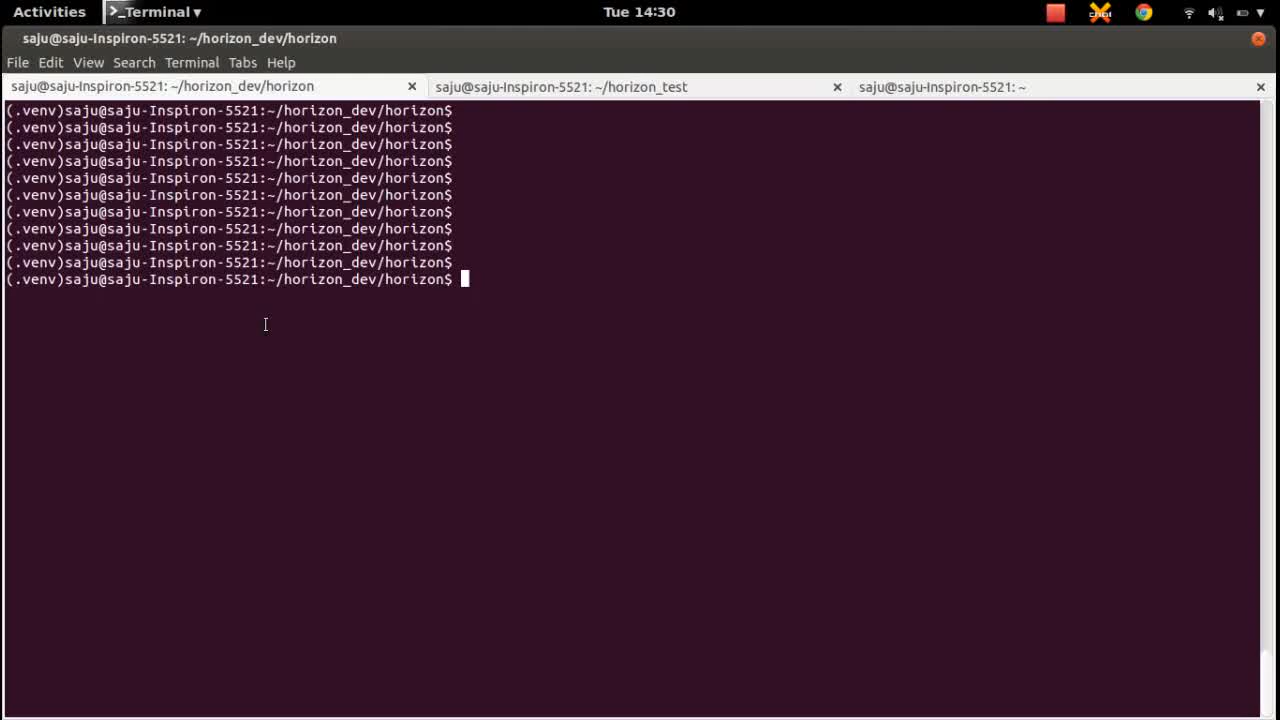 Activities >_Terminal ▾ Tue 14:30
saju@saju-Inspiron-5521: ~/horizon_dev/horizon
File Edit View Search Terminal Tabs Help
saju@saju-Inspiron-5521: ~/horizon_dev/horizon × saju@saju-Inspiron-5521: ~/horizon_test × saju@saju-Inspiron-5521: ~ ×
(.venv)saju@saju-Inspiron-5521:~/horizon_dev/horizon$
(.venv)saju@saju-Inspiron-5521:~/horizon_dev/horizon$
(.venv)saju@saju-Inspiron-5521:~/horizon_dev/horizon$
(.venv)saju@saju-Inspiron-5521:~/horizon_dev/horizon$
(.venv)saju@saju-Inspiron-5521:~/horizon_dev/horizon$
(.venv)saju@saju-Inspiron-5521:~/horizon_dev/horizon$
(.venv)saju@saju-Inspiron-5521:~/horizon_dev/horizon$
(.venv)saju@saju-Inspiron-5521:~/horizon_dev/horizon$
(.venv)saju@saju-Inspiron-5521:~/horizon_dev/horizon$
(.venv)saju@saju-Inspiron-5521:~/horizon_dev/horizon$
(.venv)saju@saju-Inspiron-5521:~/horizon_dev/horizon$